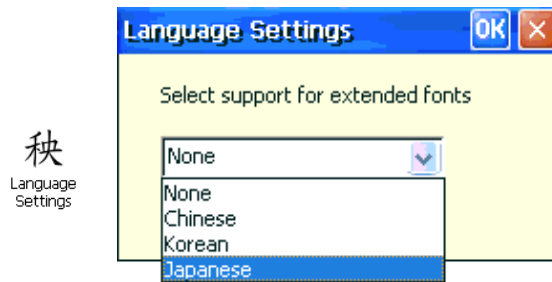 秧
Language
Settings
Language Settings
OK
Select support for extended fonts
None
None
Chinese
Korean
Japanese